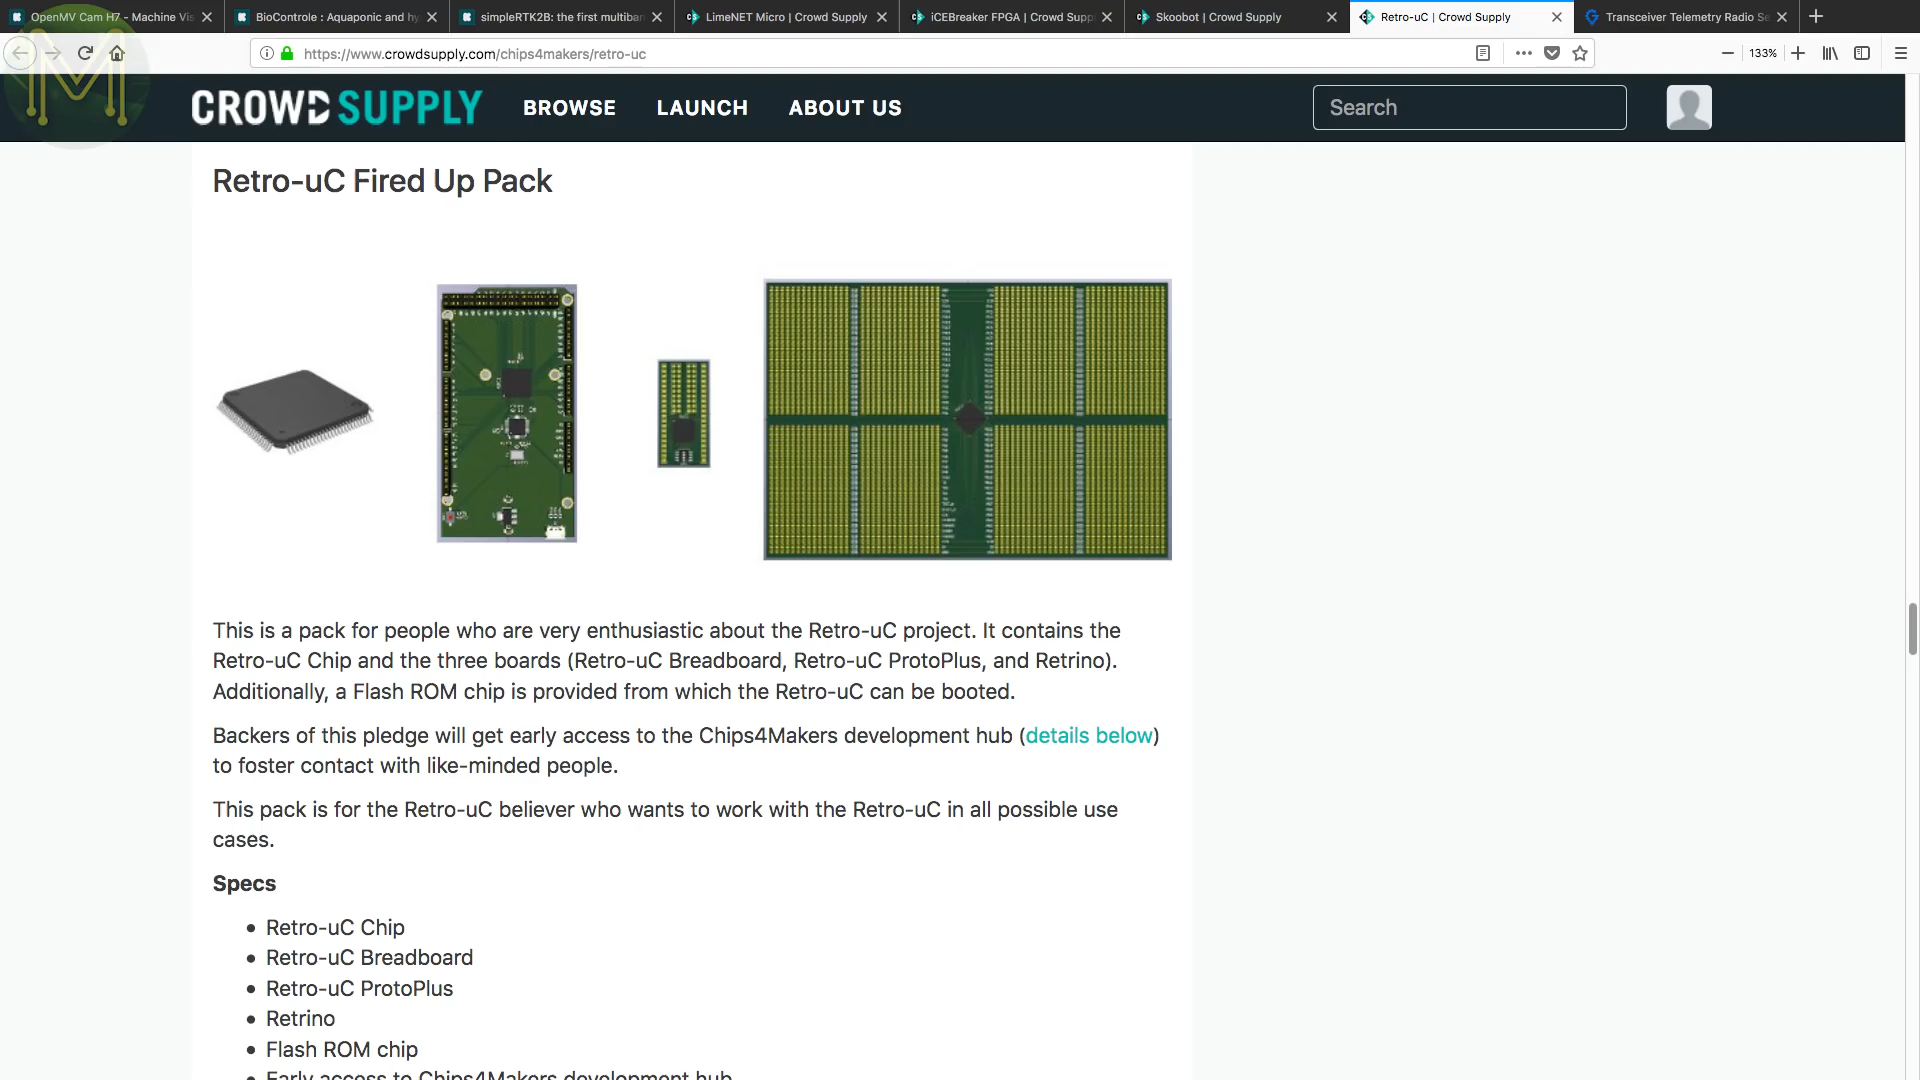 OpenMV Cam H7 - Machine Vis
BioControle : Aquaponic and hy
simpleRTK2B: the first multiban
LimeNET Micro | Crowd Supply
iCEBreaker FPGA | Crowd Supp
Skoobot | Crowd Supply
Retro-uC | Crowd Supply
Transceiver Telemetry Radio Se
https://www.crowdsupply.com/chips4makers/retro-uc
133%
CROWD SUPPLY
BROWSE
LAUNCH
ABOUT US
Search
Retro-uC Fired Up Pack
This is a pack for people who are very enthusiastic about the Retro-uC project. It contains the
Retro-uC Chip and the three boards (Retro-uC Breadboard, Retro-uC ProtoPlus, and Retrino).
Additionally, a Flash ROM chip is provided from which the Retro-uC can be booted.
Backers of this pledge will get early access to the Chips4Makers development hub (details below)
to foster contact with like-minded people.
This pack is for the Retro-uC believer who wants to work with the Retro-uC in all possible use
cases.
Specs
• Retro-uC Chip
• Retro-uC Breadboard
• Retro-uC ProtoPlus
• Retrino
• Flash ROM chip
• Early access to Chips4Makers development hub